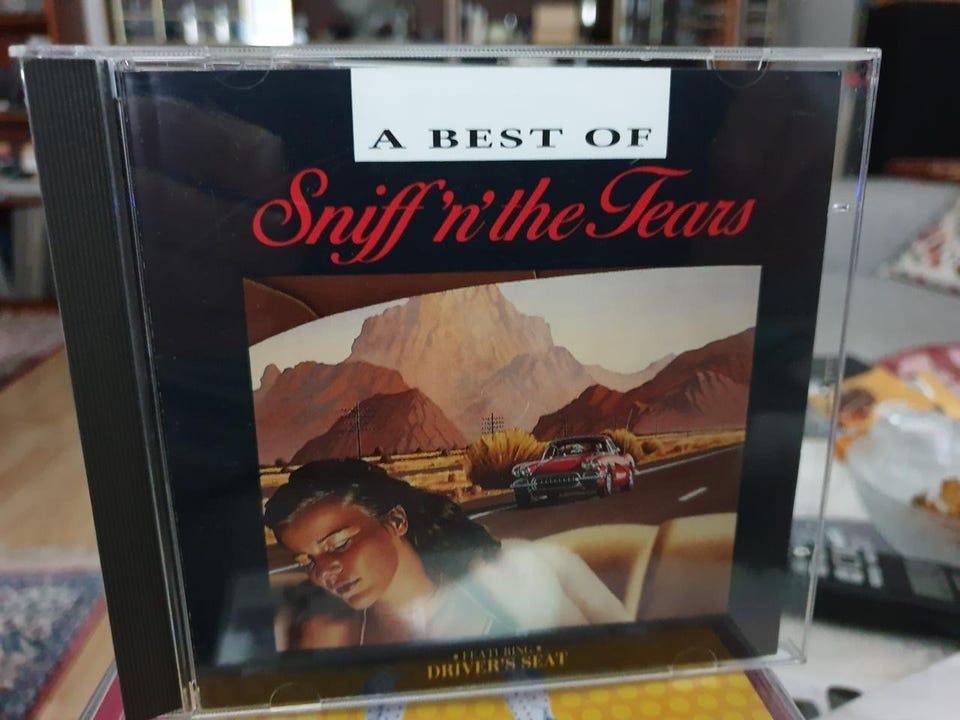 A BEST OF
Sniff 'n' the Tears
• FEATURING •
DRIVER'S SEAT